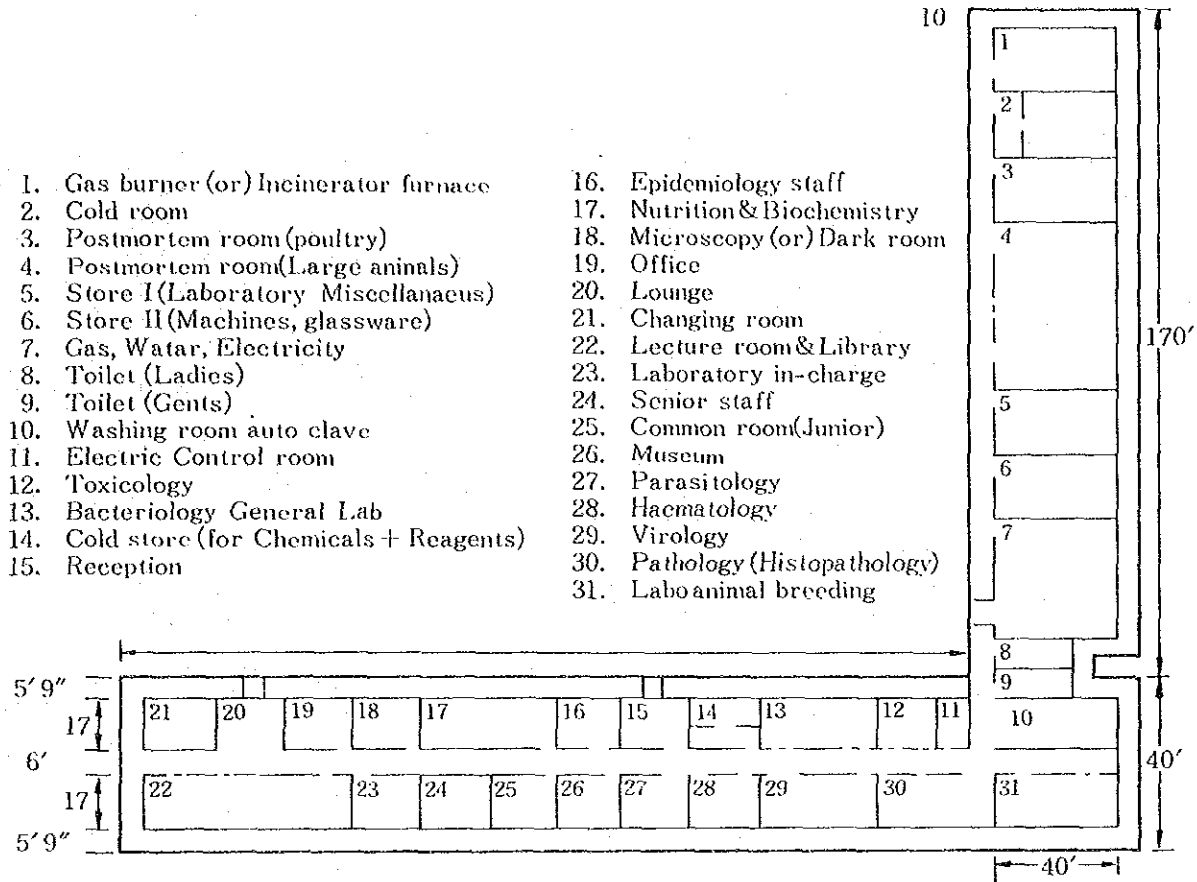 10
1. Gas burner (or) Incinerator furnace
2. Cold room
3. Postmortem room (poultry)
4. Postmortem room (Large aninals)
5. Store I (Laboratory Miscellanaeus)
6. Store II (Machines, glassware)
7. Gas, Watar, Electricity
8. Toilet (Ladies)
9. Toilet (Gents)
10. Washing room auto clave
11. Electric Control room
12. Toxicology
13. Bacteriology General Lab
14. Cold store (for Chemicals + Reagents)
15. Reception
16. Epidemiology staff
17. Nutrition & Biochemistry
18. Microscopy (or) Dark room
19. Office
20. Lounge
21. Changing room
22. Lecture room & Library
23. Laboratory in-charge
24. Senior staff
25. Common room (Junior)
26. Museum
27. Parasitology
28. Haematology
29. Virology
30. Pathology (Histopathology)
31. Labo animal breeding
1
2
3
4
170′
5
6
7
8
9
5′ 9″
17
21 20 19 18 17 16 15 14 13 12 11 10
6′
40′
17
22 23 24 25 26 27 28 29 30 31
5′ 9″
40′